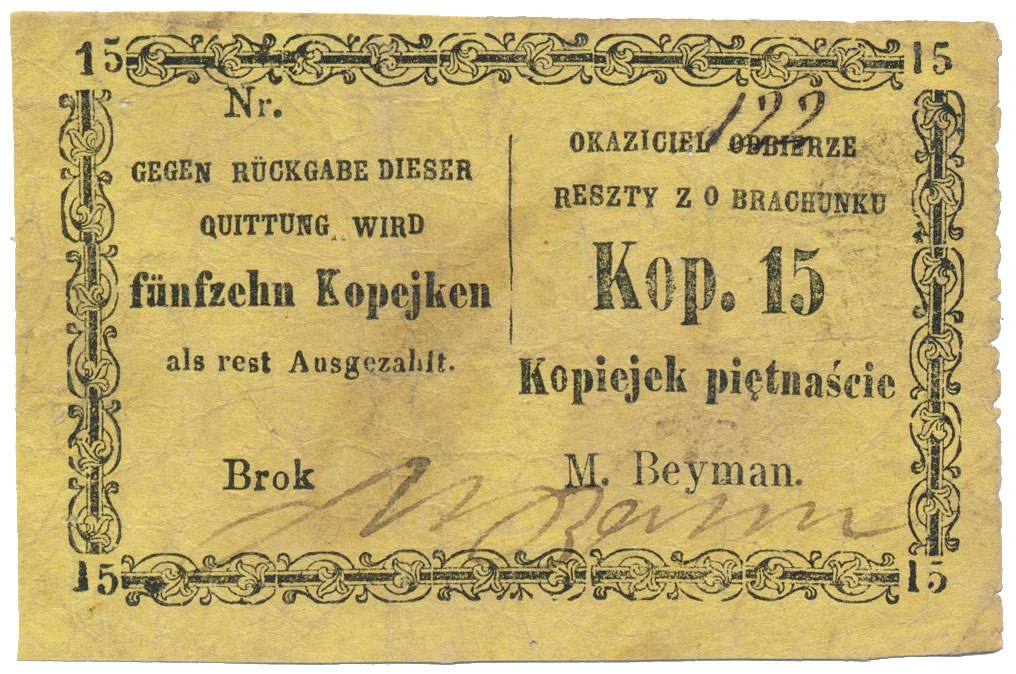 15 15
Nr. 122
GEGEN RÜCKGABE DIESER
QUITTUNG WIRD
fünfzehn Kopejken
als rest Ausgezahlt.
Brok
OKAZICIEL ODBIERZE
RESZTY Z O BRACHUNKU
Kop. 15
Kopiejek piętnaście
M. Beyman.
15 15